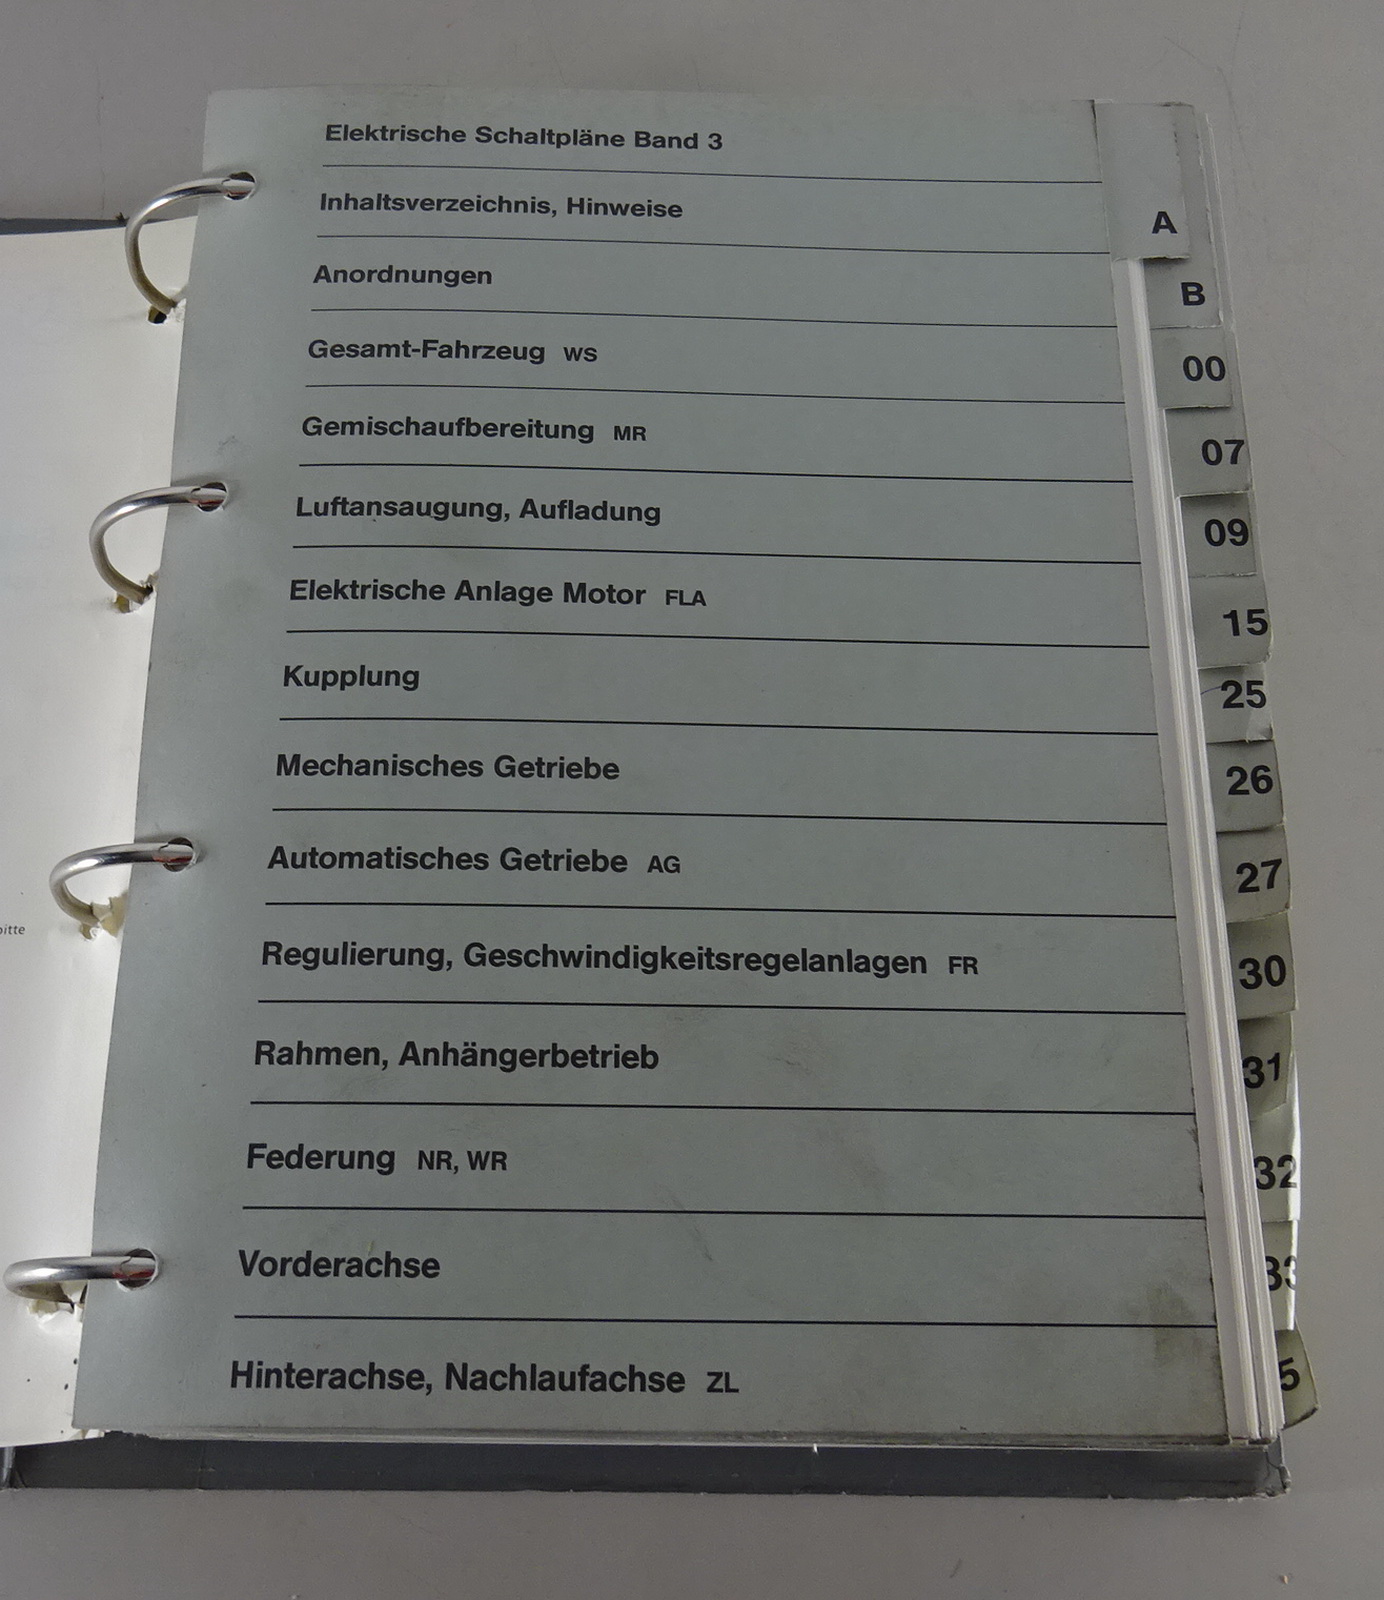 Elektrische Schaltpläne Band 3
Inhaltsverzeichnis, Hinweise A
Anordnungen B
Gesamt-Fahrzeug WS 00
Gemischaufbereitung MR 07
Luftansaugung, Aufladung 09
Elektrische Anlage Motor FLA 15
Kupplung 25
Mechanisches Getriebe 26
Automatisches Getriebe AG 27
Regulierung, Geschwindigkeitsregelanlagen FR 30
Rahmen, Anhängerbetrieb 31
Federung NR, WR 32
Vorderachse 33
Hinterachse, Nachlaufachse ZL 5